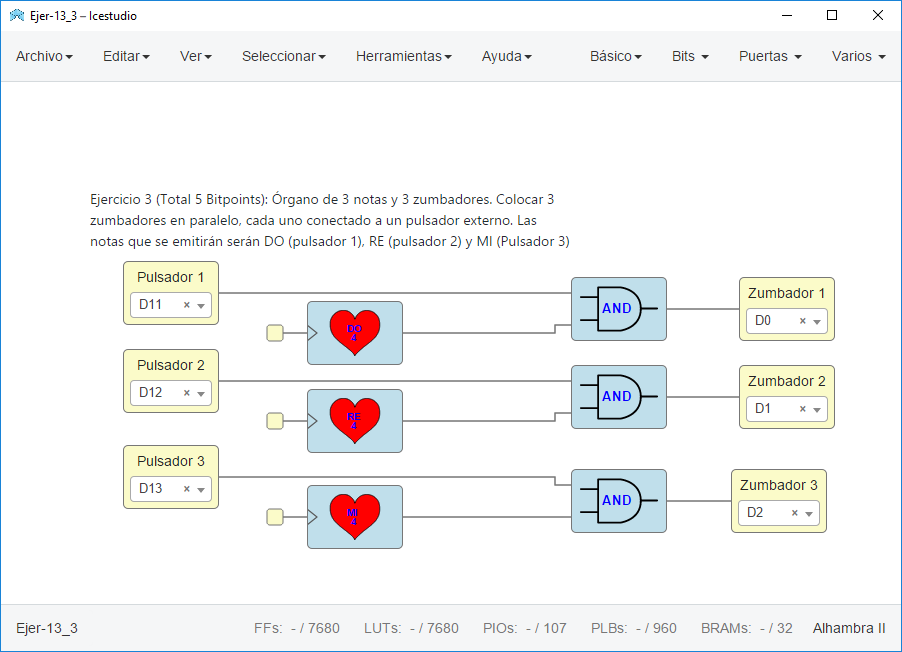 Ejer-13_3 – Icestudio
Archivo Editar Ver Seleccionar Herramientas Ayuda Básico Bits Puertas Varios
Ejercicio 3 (Total 5 Bitpoints): Órgano de 3 notas y 3 zumbadores. Colocar 3
zumbadores en paralelo, cada uno conectado a un pulsador externo. Las
notas que se emitirán serán DO (pulsador 1), RE (pulsador 2) y MI (Pulsador 3)
Pulsador 1
D11
DO
4
AND
Zumbador 1
D0
Pulsador 2
D12
RE
4
AND
Zumbador 2
D1
Pulsador 3
D13
MI
4
AND
Zumbador 3
D2
Ejer-13_3 FFs: - / 7680 LUTs: - / 7680 PIOs: - / 107 PLBs: - / 960 BRAMs: - / 32 Alhambra II